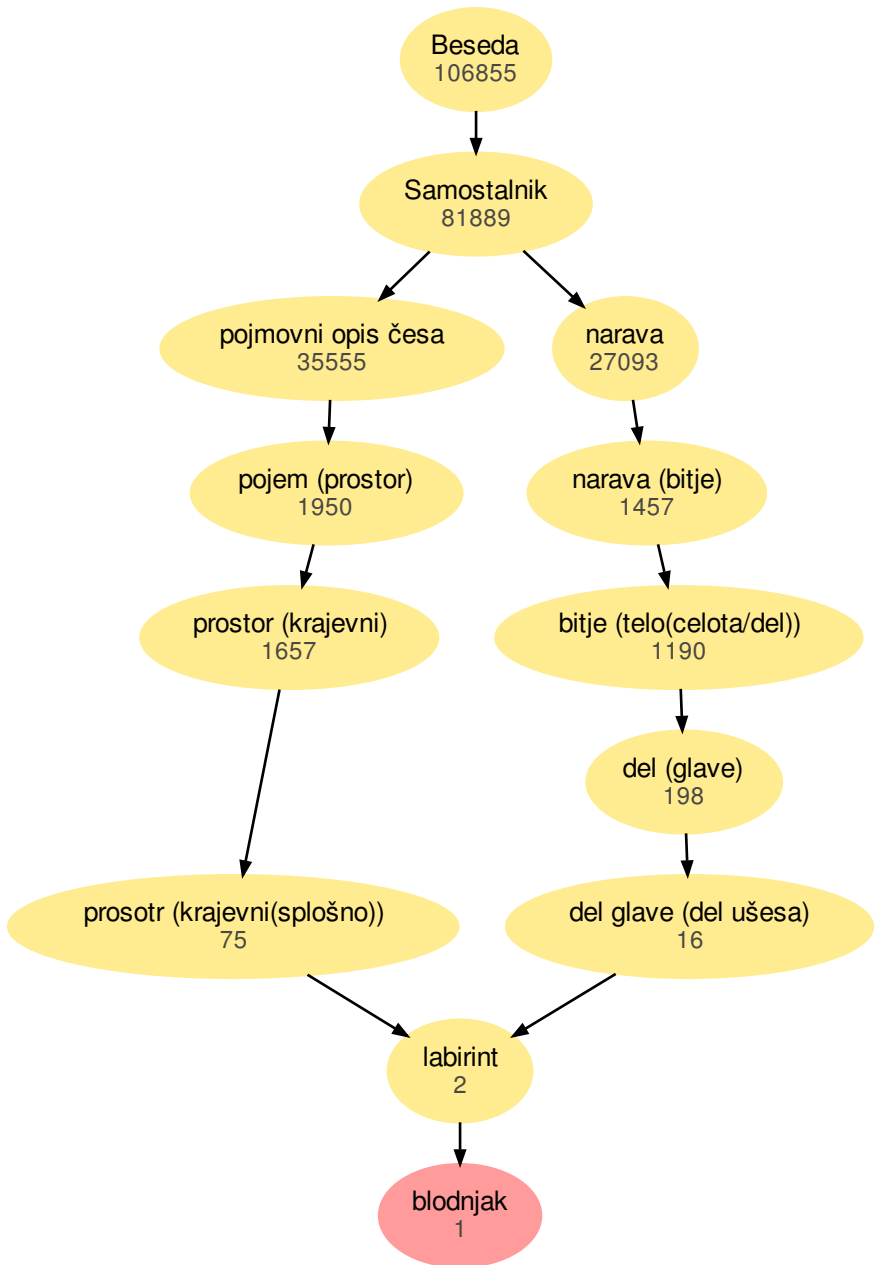 Beseda
106855
Samostalnik
81889
pojmovni opis česa
35555
narava
27093
pojem (prostor)
1950
narava (bitje)
1457
prostor (krajevni)
1657
bitje (telo(celota/del))
1190
del (glave)
198
prosotr (krajevni(splošno))
75
del glave (del ušesa)
16
labirint
2
blodnjak
1